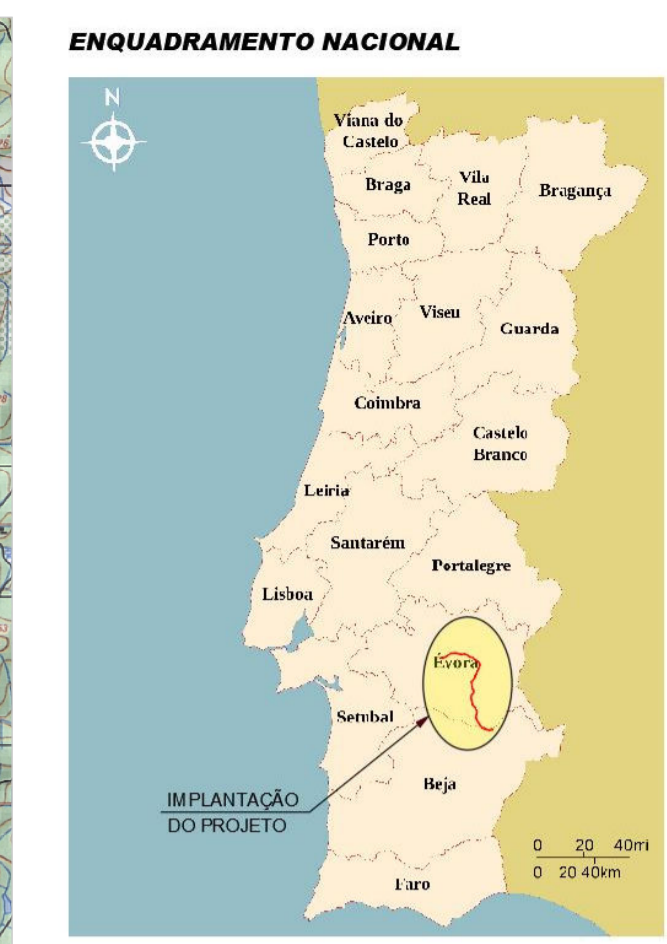 ENQUADRAMENTO NACIONAL
N
Viana do
Castelo
Braga
Vila
Real
Bragança
Porto
Aveiro
Viseu
Guarda
Coimbra
Castelo
Branco
Leiria
Santarém
Portalegre
Lisboa
Évora
Setubal
Beja
IMPLANTAÇÃO
DO PROJETO
0 20 40mi
0 20 40km
Faro